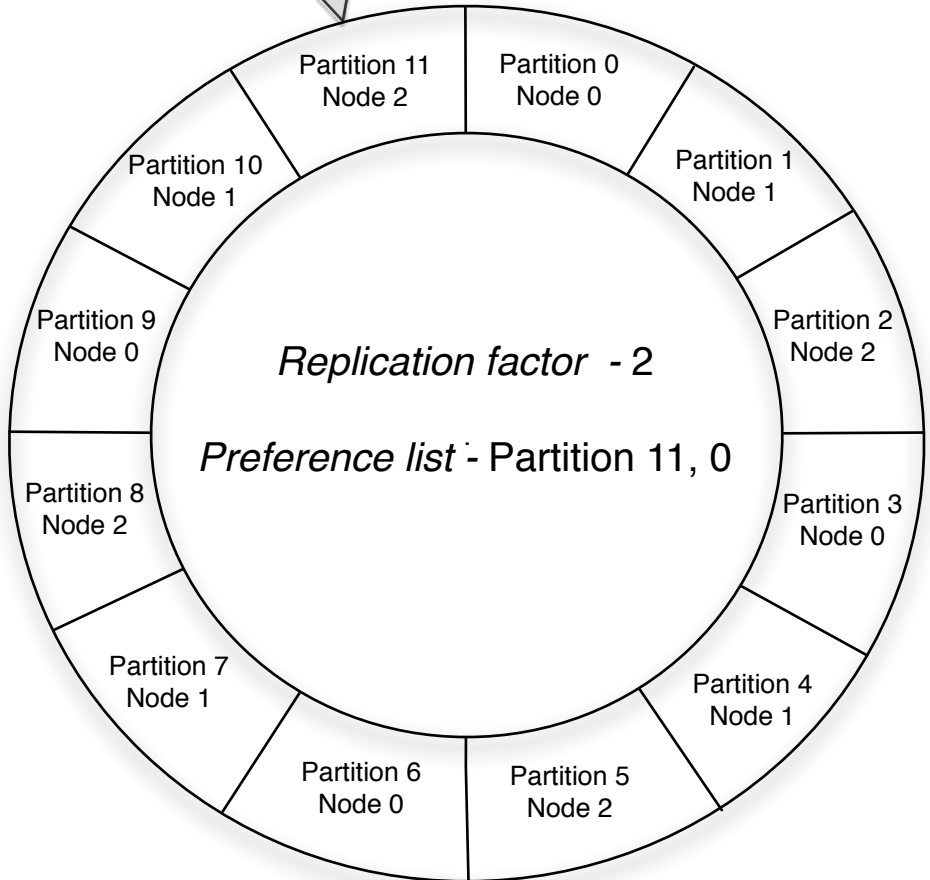 Partition 11
Node 2
Partition 0
Node 0
Partition 10
Node 1
Partition 1
Node 1
Partition 9
Node 0
Partition 2
Node 2
Replication factor - 2
Preference list - Partition 11, 0
Partition 8
Node 2
Partition 3
Node 0
Partition 7
Node 1
Partition 4
Node 1
Partition 6
Node 0
Partition 5
Node 2